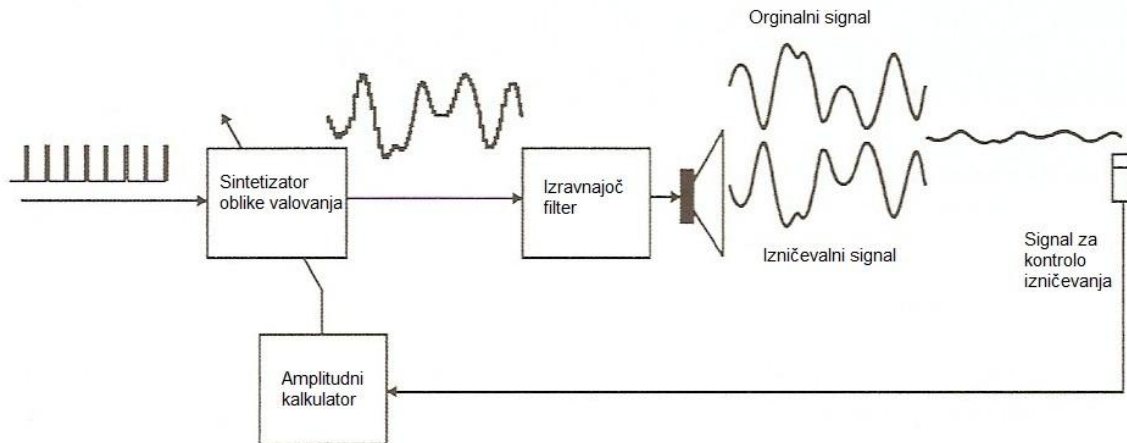 Orginalni signal
Sintetizator
oblike valovanja
Izravnajoč
filter
Izničevalni signal
Signal za
kontrolo
izničevanja
Amplitudni
kalkulator